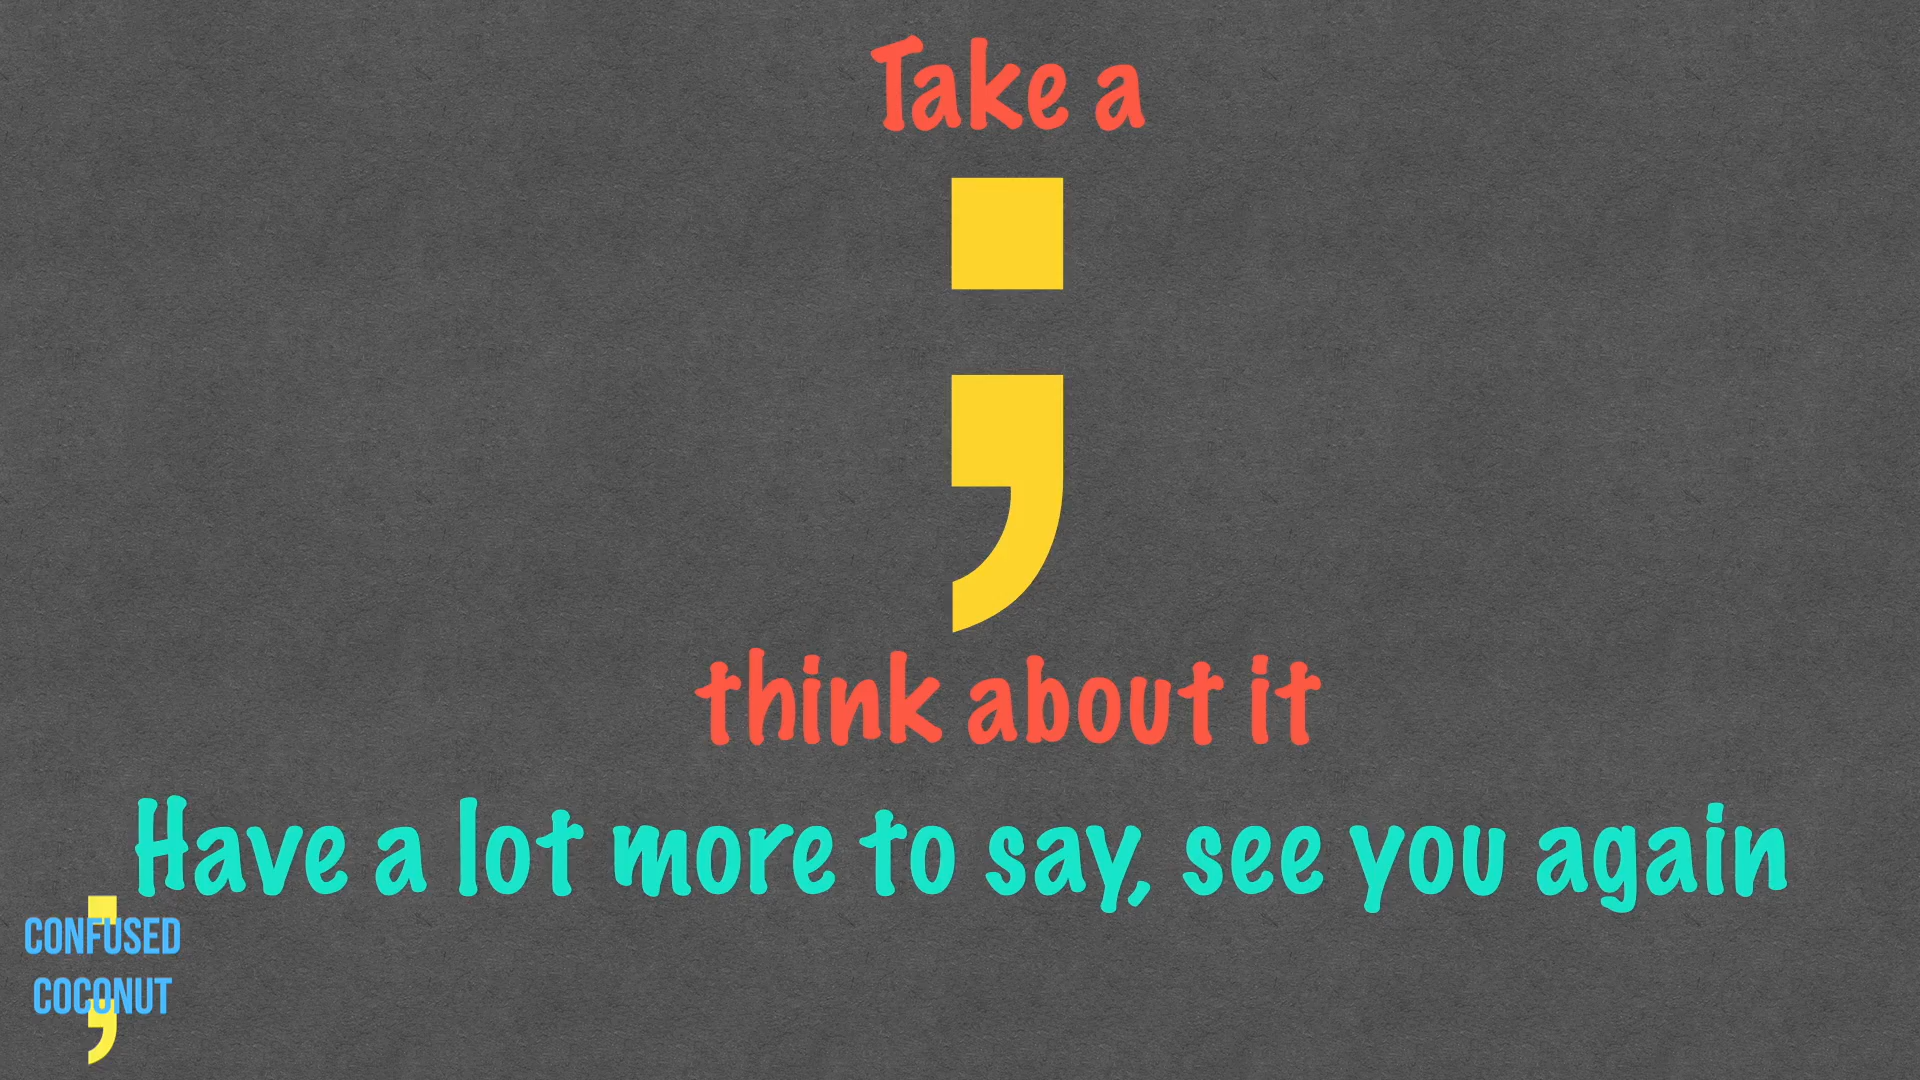 Take a
;
think about it
Have a lot more to say, see you again
;
CONFUSED
COCONUT